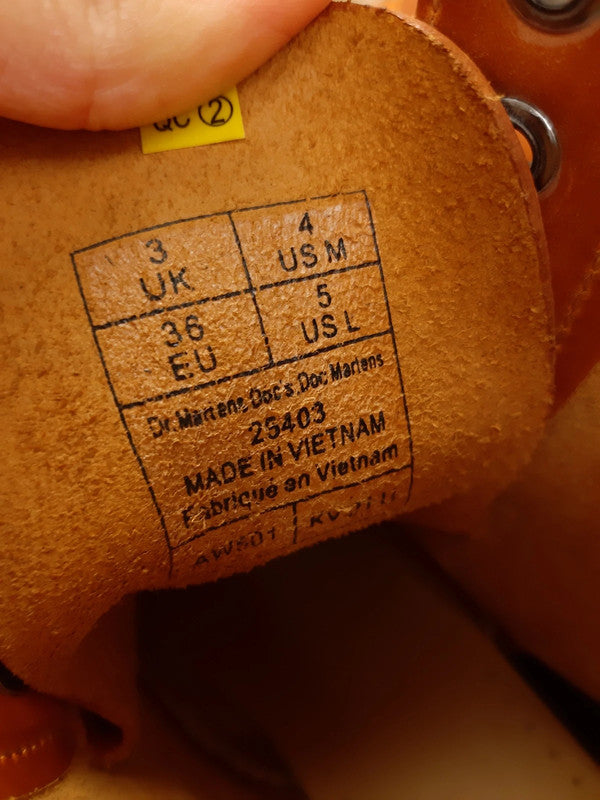 QC ②
3 UK
4 US M
36 EU
5 US L
Dr. Martens, Doc's, Doc Martens
25403
MADE IN VIETNAM
Fabriqué en Vietnam
AW501